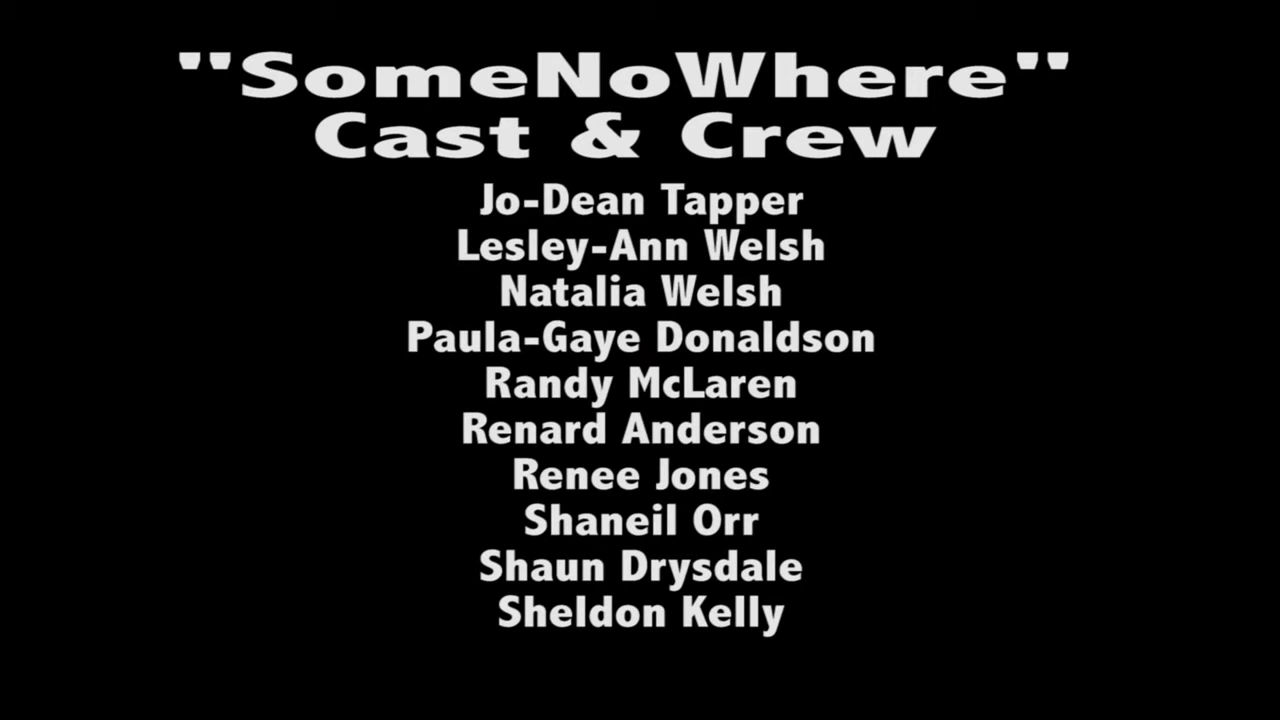 "SomeNoWhere"
Cast & Crew
Jo-Dean Tapper
Lesley-Ann Welsh
Natalia Welsh
Paula-Gaye Donaldson
Randy McLaren
Renard Anderson
Renee Jones
Shaneil Orr
Shaun Drysdale
Sheldon Kelly